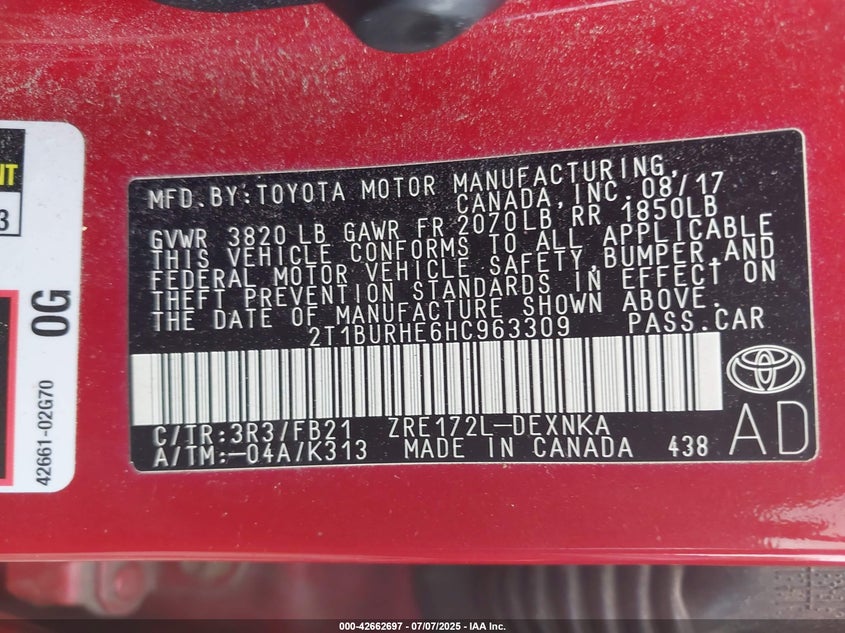 MFD. BY: TOYOTA MOTOR MANUFACTURING,
CANADA, INC. 08/17
GVWR 3820 LB GAWR FR 2070LB RR 1850LB
THIS VEHICLE CONFORMS TO ALL APPLICABLE
FEDERAL MOTOR VEHICLE SAFETY, BUMPER, AND
THEFT PREVENTION STANDARDS IN EFFECT ON
THE DATE OF MANUFACTURE SHOWN ABOVE.
2T1BURHE6HC963309 PASS.CAR
C/TR:3R3/FB21 ZRE172L-DEXNKA
A/TM:-04A/K313 MADE IN CANADA 438
AD
NT
3
0G
42661-02G70
000-42662697 - 07/07/2025 - IAA Inc.